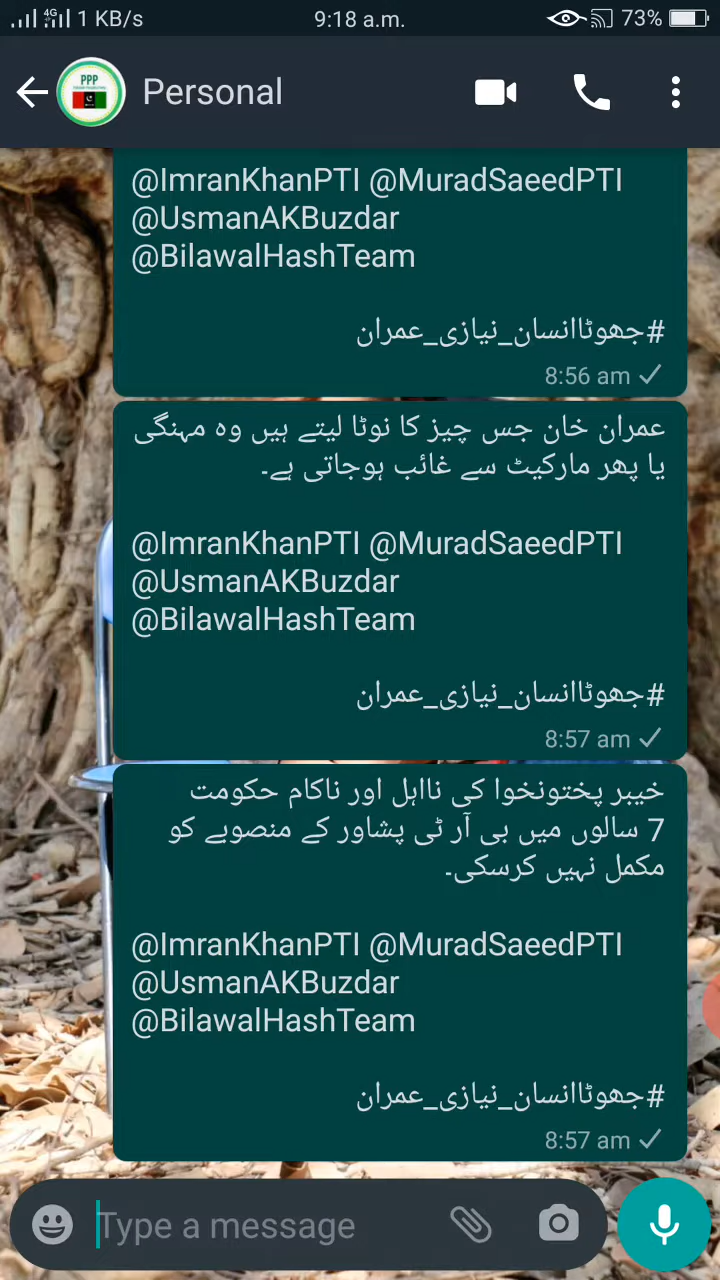 4G 1 KB/s 9:18 a.m. 73%
PPP
Personal
@ImranKhanPTI @MuradSaeedPTI
@UsmanAKBuzdar
@BilawalHashTeam
#جھوٹاانسان_نیازی_عمران
8:56 am
عمران خان جس چیز کا نوٹا لیتے ہیں وہ مہنگی
یا پھر مارکیٹ سے غائب ہوجاتی ہے۔
@ImranKhanPTI @MuradSaeedPTI
@UsmanAKBuzdar
@BilawalHashTeam
#جھوٹاانسان_نیازی_عمران
8:57 am
خیبر پختونخوا کی نااہل اور ناکام حکومت
7 سالوں میں بی آر ٹی پشاور کے منصوبے کو
مکمل نہیں کرسکی۔
@ImranKhanPTI @MuradSaeedPTI
@UsmanAKBuzdar
@BilawalHashTeam
#جھوٹاانسان_نیازی_عمران
8:57 am
Type a message